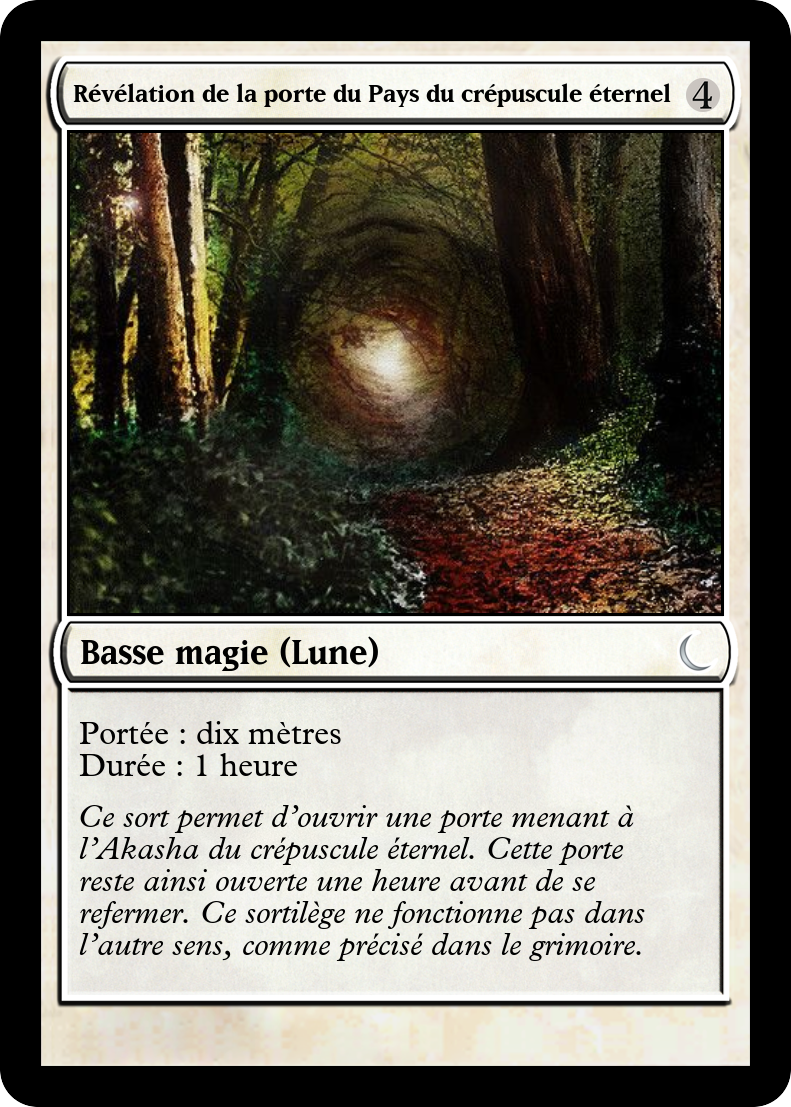 Révélation de la porte du Pays du crépuscule éternel 4
Basse magie (Lune)
Portée : dix mètres
Durée : 1 heure
Ce sort permet d'ouvrir une porte menant à
l'Akasha du crépuscule éternel. Cette porte
reste ainsi ouverte une heure avant de se
refermer. Ce sortilège ne fonctionne pas dans
l'autre sens, comme précisé dans le grimoire.